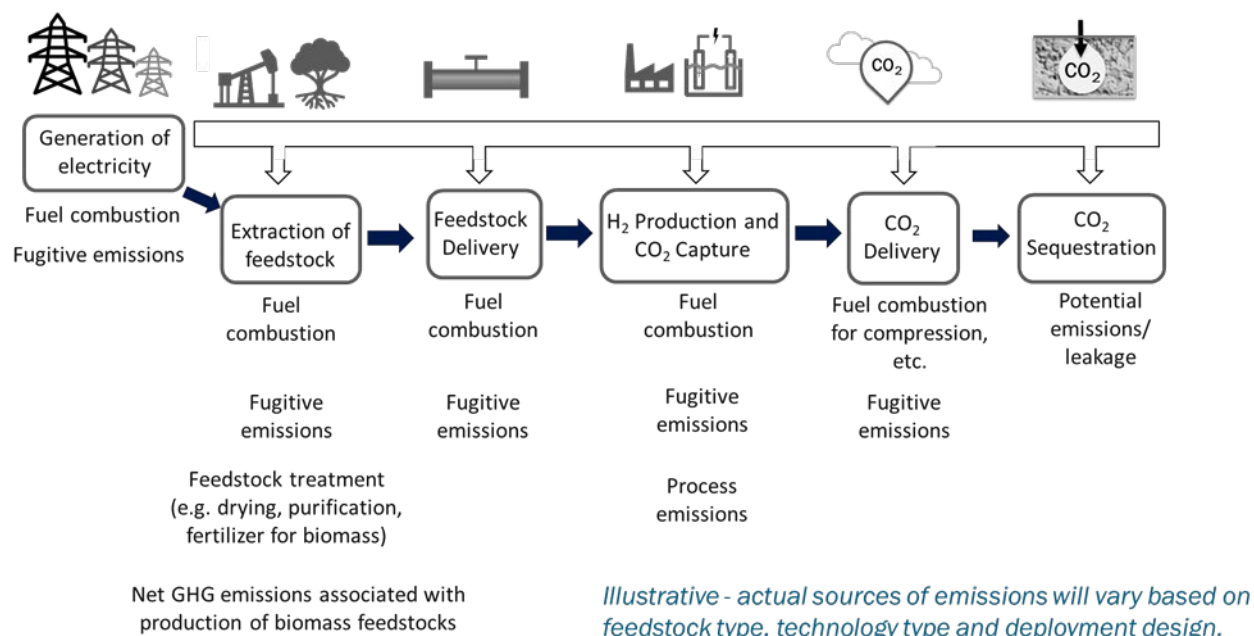 CO₂
CO₂
Generation of
electricity
Fuel combustion
Fugitive emissions
Extraction of
feedstock
Fuel
combustion
Fugitive
emissions
Feedstock treatment
(e.g. drying, purification,
fertilizer for biomass)
Net GHG emissions associated with
production of biomass feedstocks
Feedstock
Delivery
Fuel
combustion
Fugitive
emissions
H₂ Production and
CO₂ Capture
Fuel
combustion
Fugitive
emissions
Process
emissions
CO₂
Delivery
Fuel combustion
for compression,
etc.
Fugitive
emissions
CO₂
Sequestration
Potential
emissions/
leakage
Illustrative - actual sources of emissions will vary based on
feedstock type, technology type and deployment design.